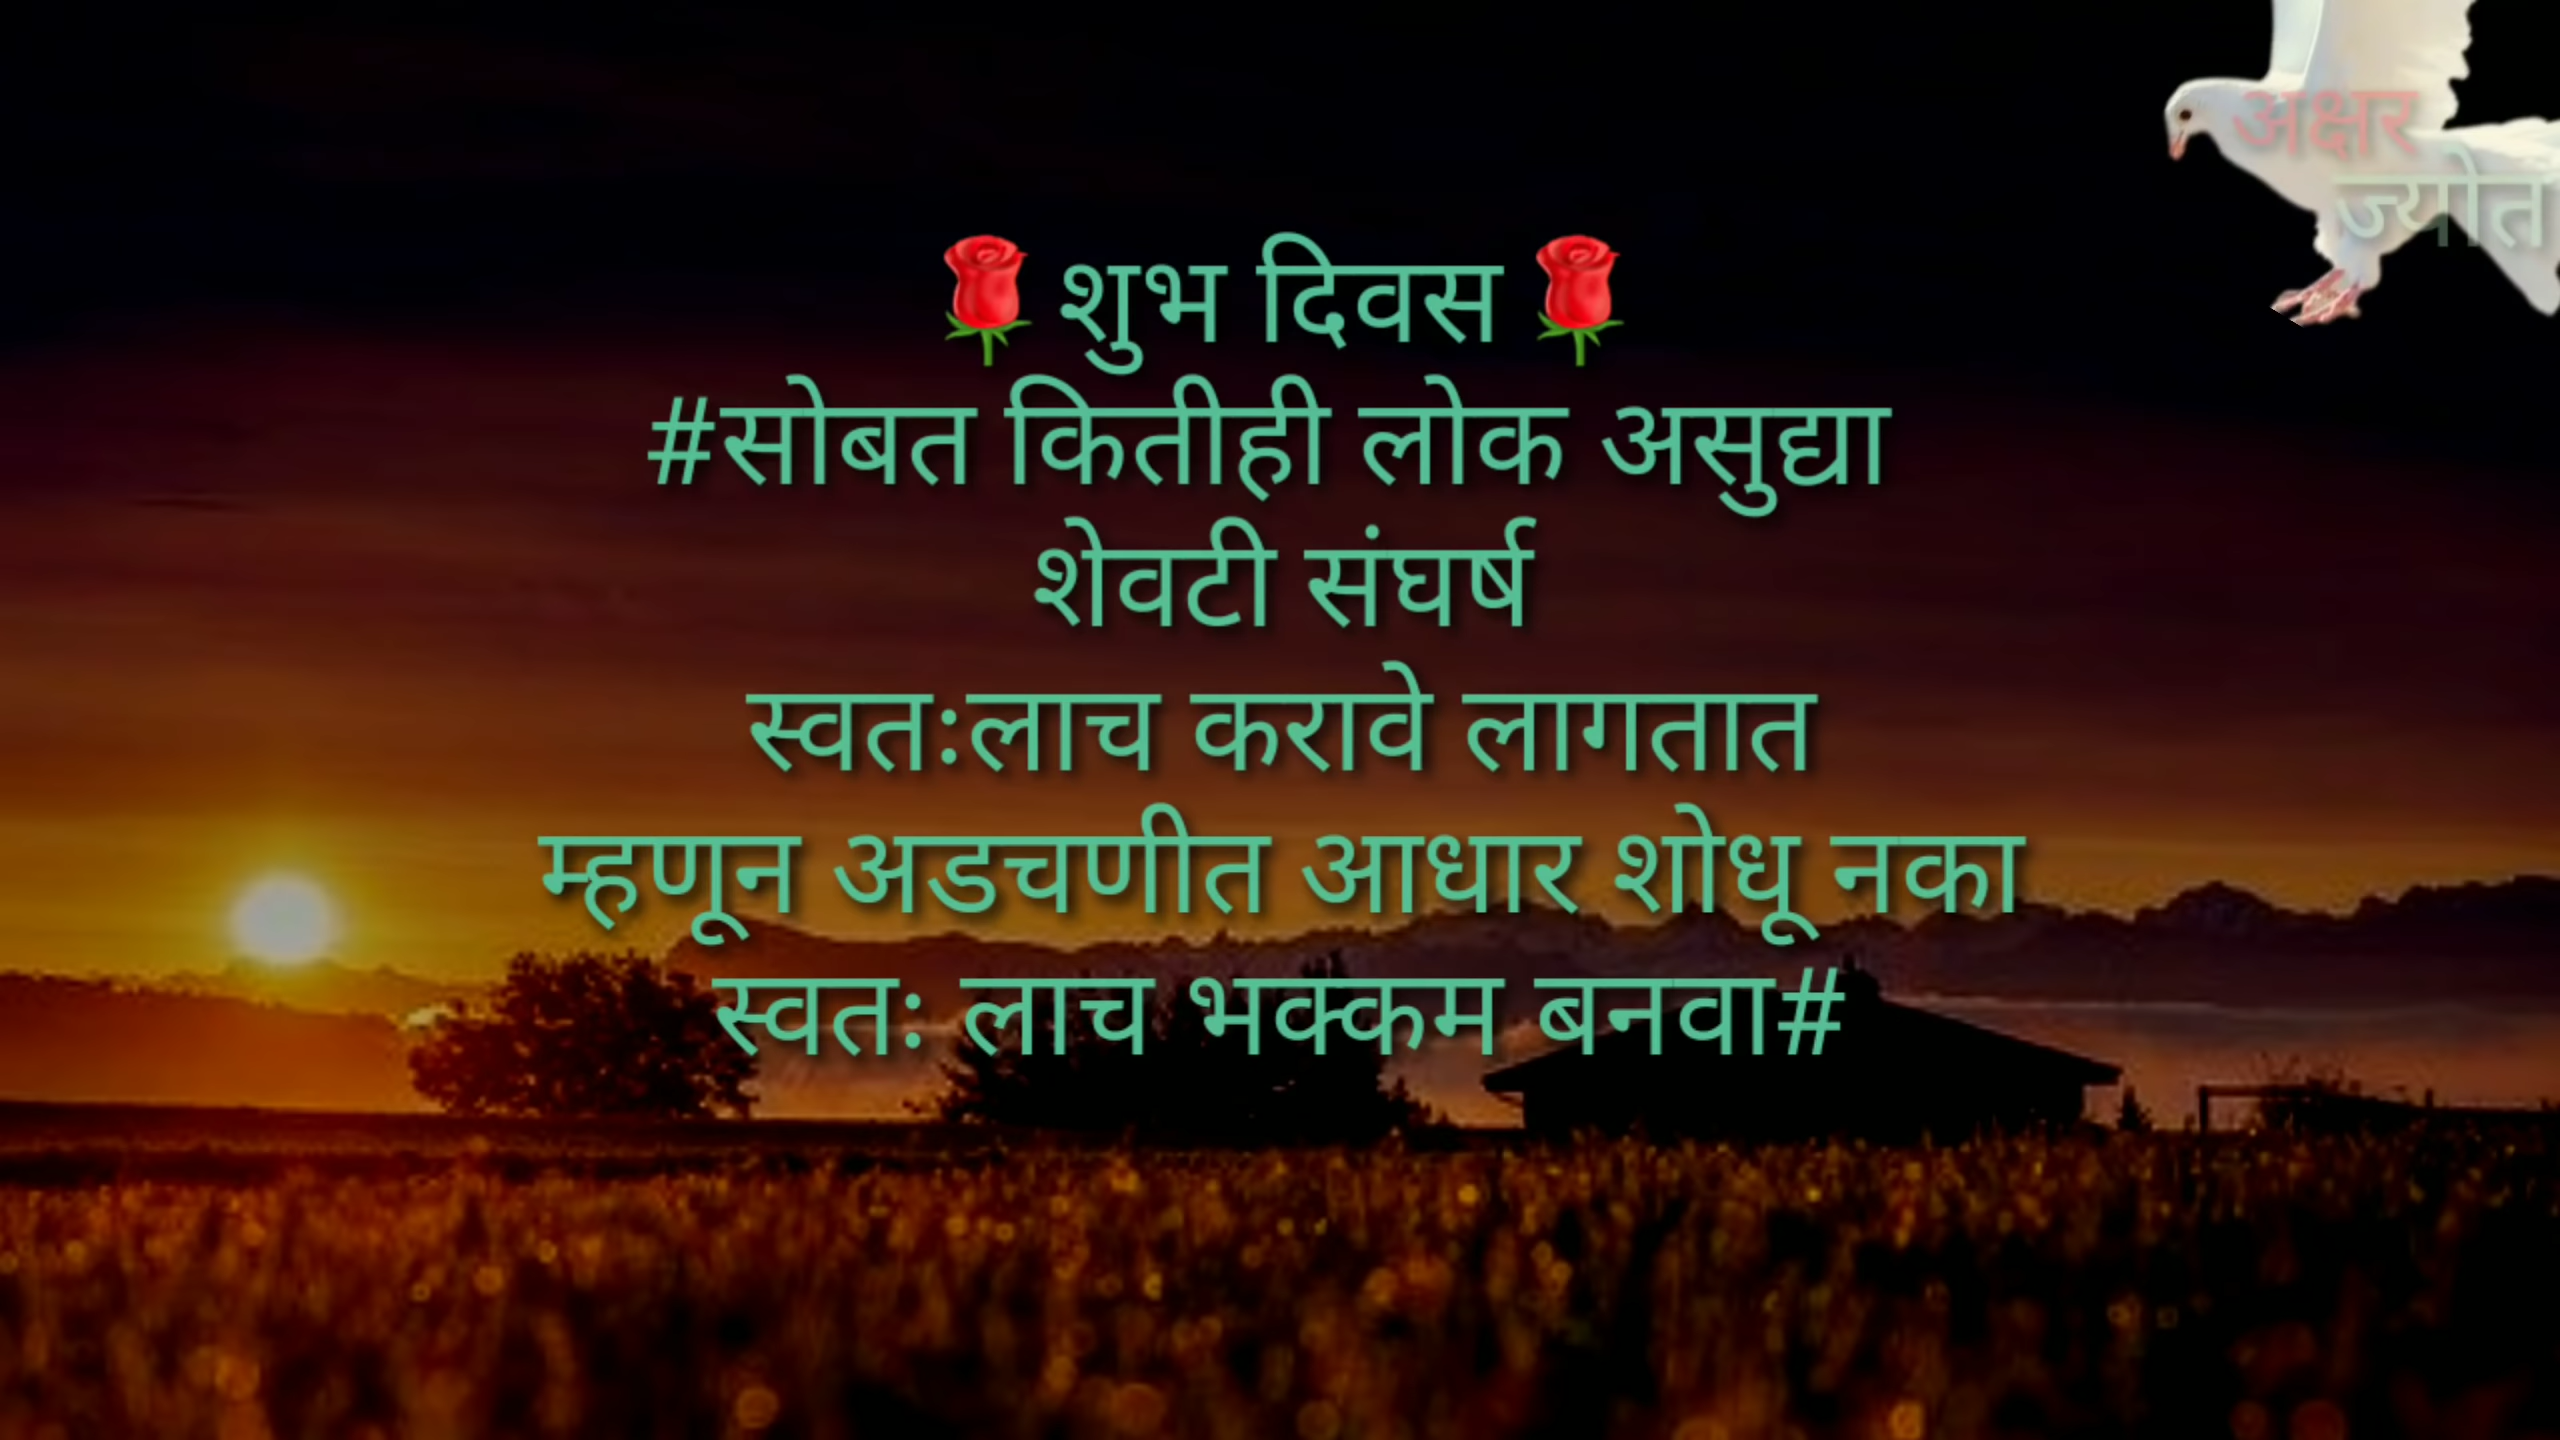 अक्षर
ज्योत
🌹शुभ दिवस🌹
#सोबत कितीही लोक असुद्या
शेवटी संघर्ष
स्वतःलाच करावे लागतात
म्हणून अडचणीत आधार शोधू नका
स्वतः लाच भक्कम बनवा#